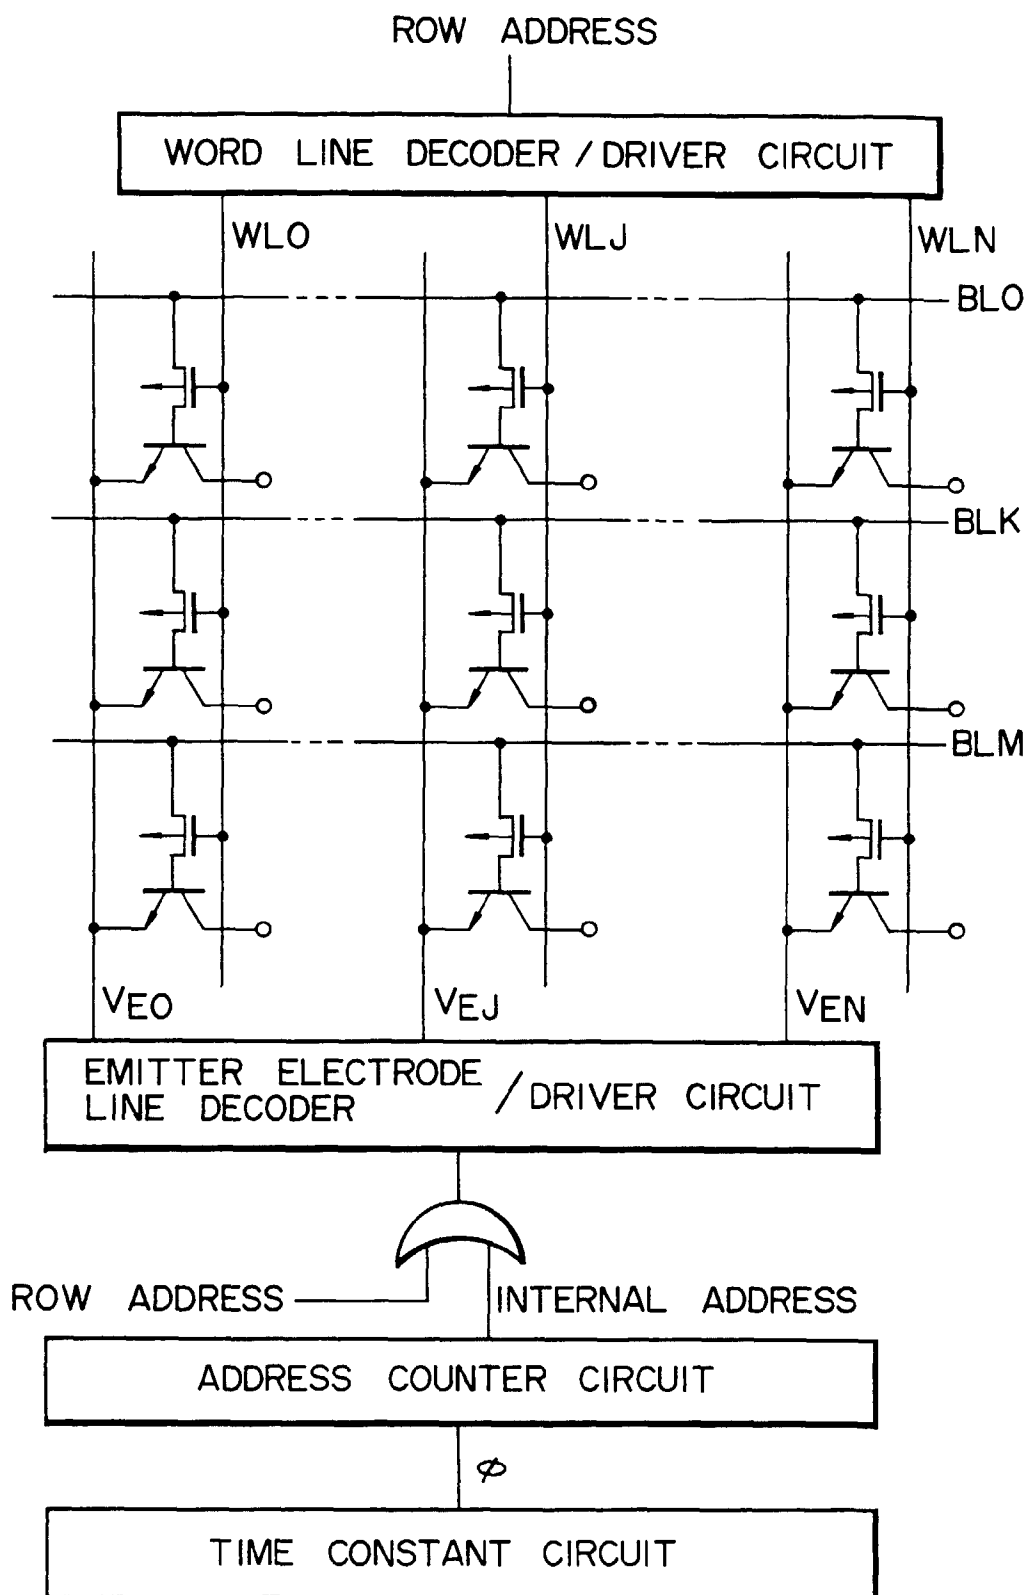 ROW ADDRESS
WORD LINE DECODER / DRIVER CIRCUIT
WLO WLJ WLN
BLO
BLK
BLM
VEO VEJ VEN
EMITTER ELECTRODE
LINE DECODER / DRIVER CIRCUIT
ROW ADDRESS INTERNAL ADDRESS
ADDRESS COUNTER CIRCUIT
φ
TIME CONSTANT CIRCUIT